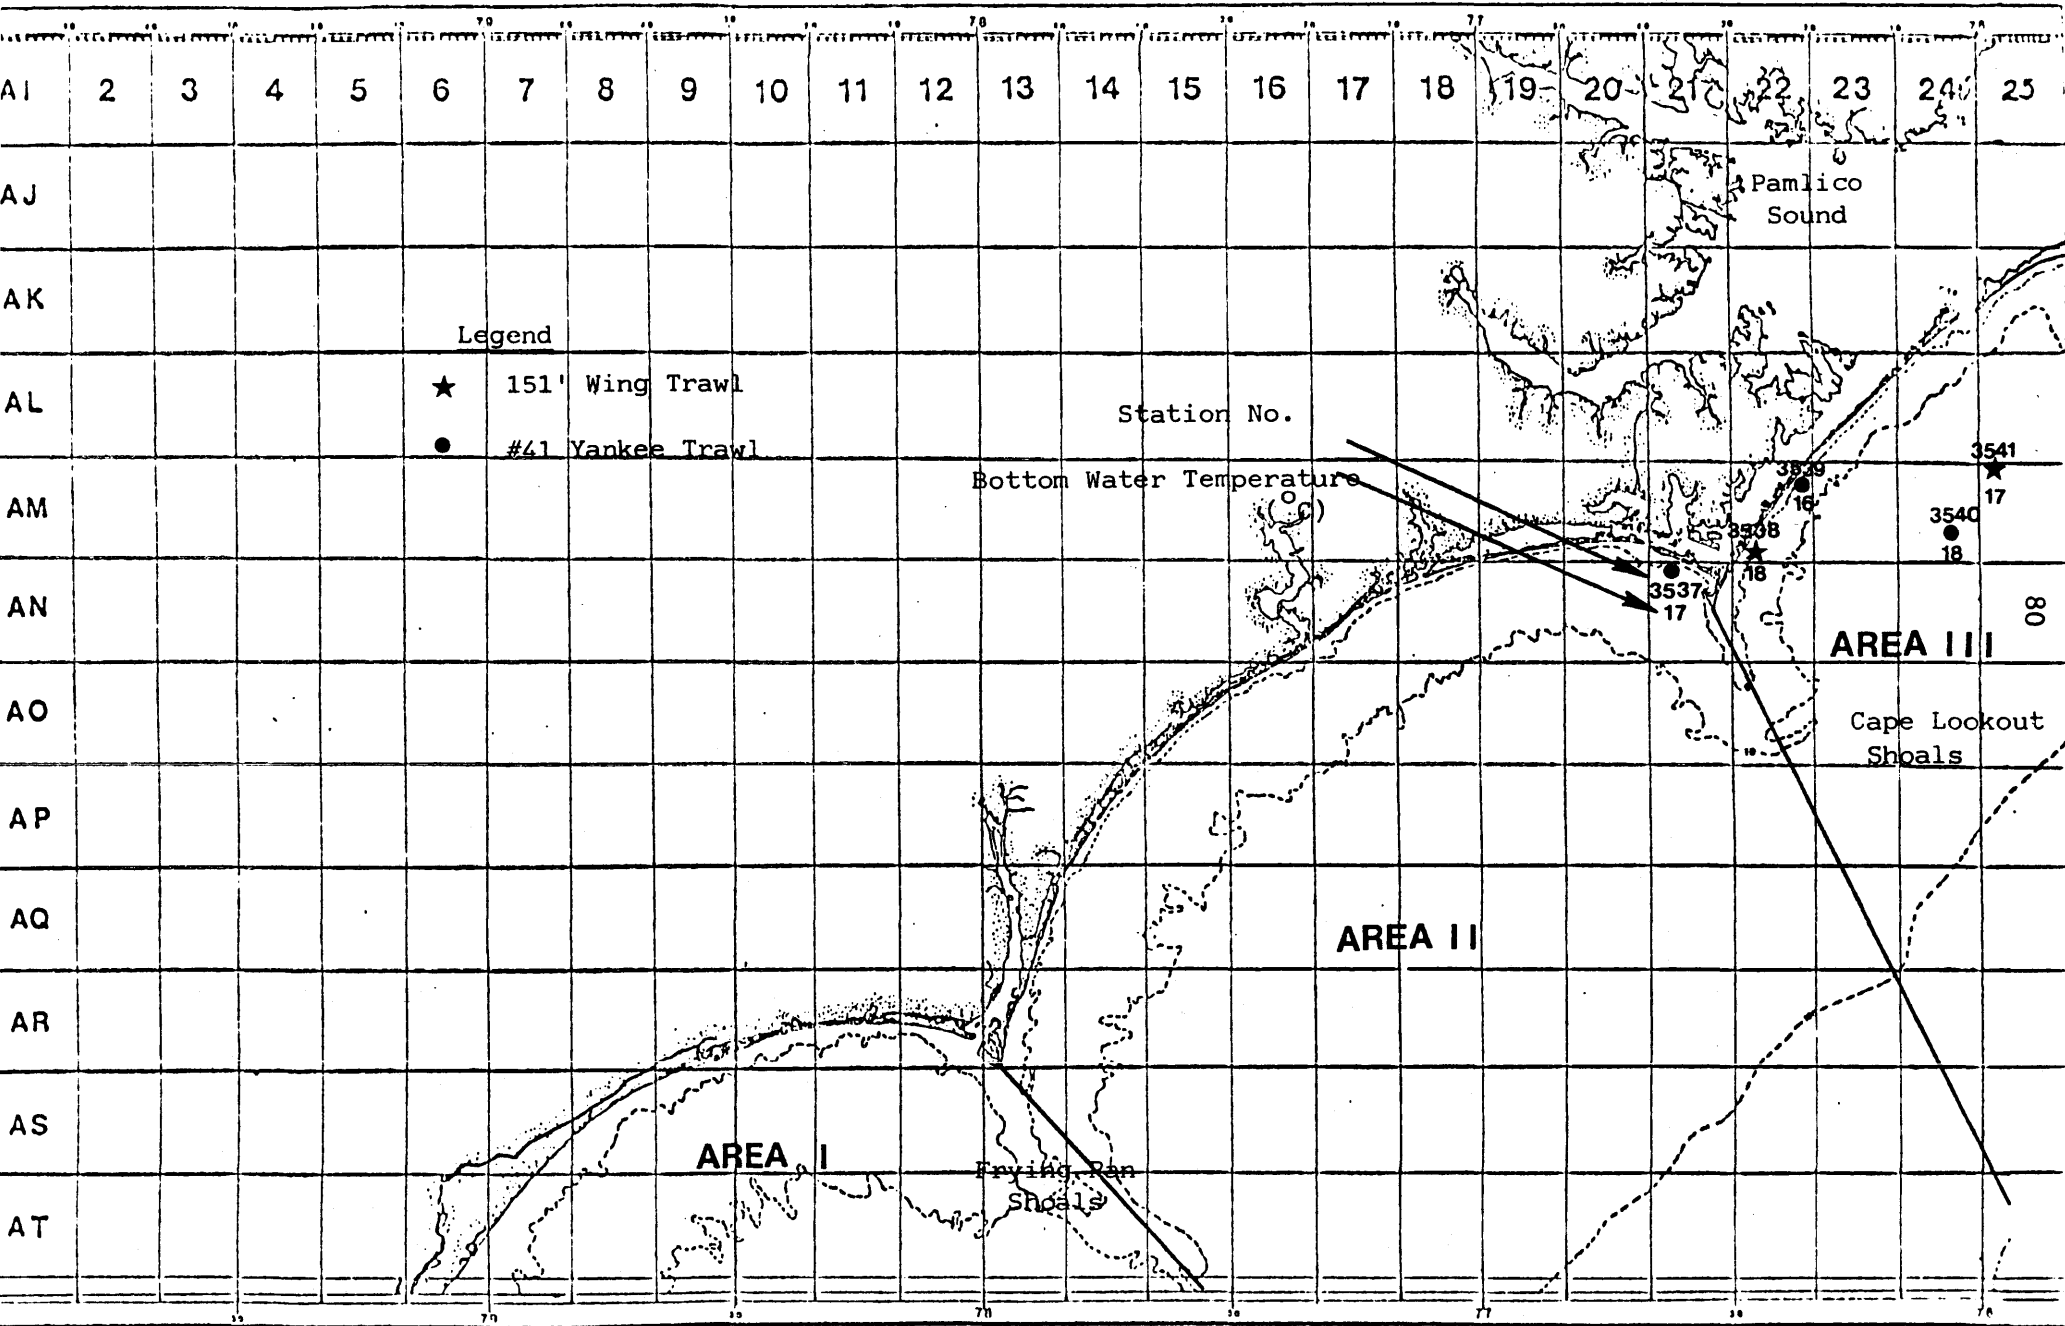 AI 2 3 4 5 6 7 8 9 10 11 12 13 14 15 16 17 18 19 20 21 22 23 24 25
AJ
Pamlico
Sound
AK
Legend
★ 151' Wing Trawl
AL
Station No.
● #41 Yankee Trawl
3541
17
Bottom Water Temperature
(°C)
3539
16
AM
3540
18
3538
18
3537
17
AN
80
AREA III
AO
Cape Lookout
Shoals
10
AP
AQ
AREA II
AR
AS
AREA I
Frying Pan
Shoals
AT